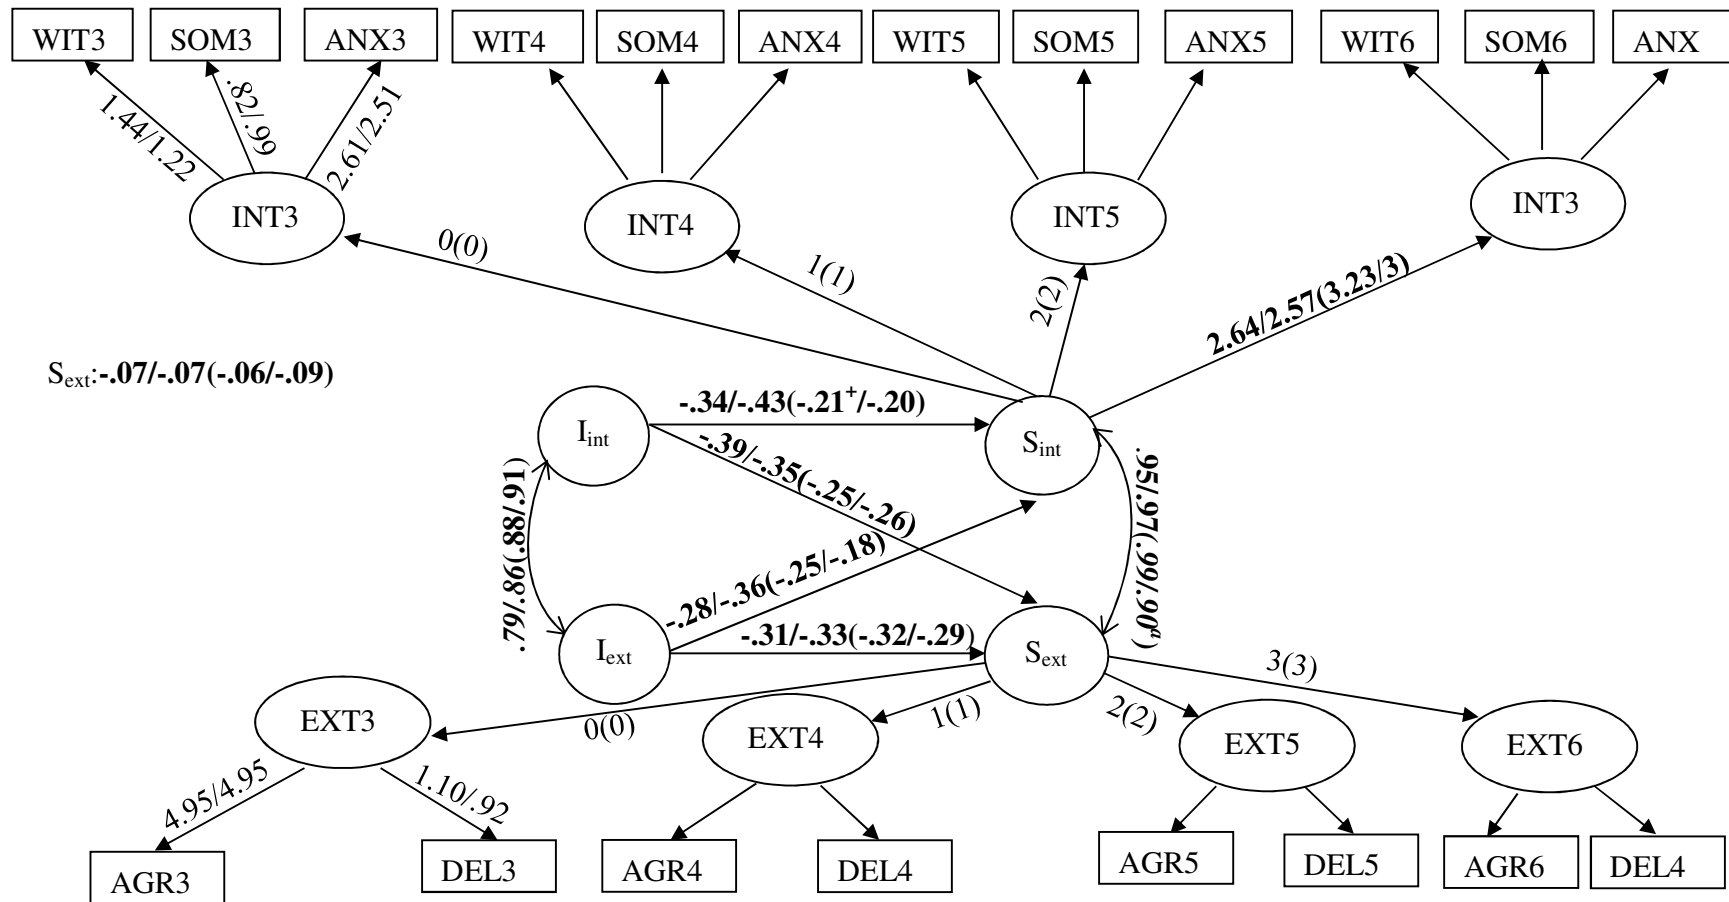 WIT3
SOM3
ANX3
WIT4
SOM4
ANX4
WIT5
SOM5
ANX5
WIT6
SOM6
ANX
1.44/1.22
.82/.99
2.61/2.51
INT3
INT4
INT5
INT3
0(0)
1(1)
2(2)
2.64/2.57(3.23/3)
Sext:-.07/-.07(-.06/-.09)
Iint
-.34/-.43(-.21+/-.20)
Sint
-.39/-.35(-.25/-.26)
.79/.86(.88/.91)
.95/.97(.99/.90a)
-.28/-.36(-.25/-.18)
Iext
-.31/-.33(-.32/-.29)
Sext
0(0)
1(1)
2(2)
3(3)
EXT3
EXT4
EXT5
EXT6
4.95/4.95
1.10/.92
AGR3
DEL3
AGR4
DEL4
AGR5
DEL5
AGR6
DEL4